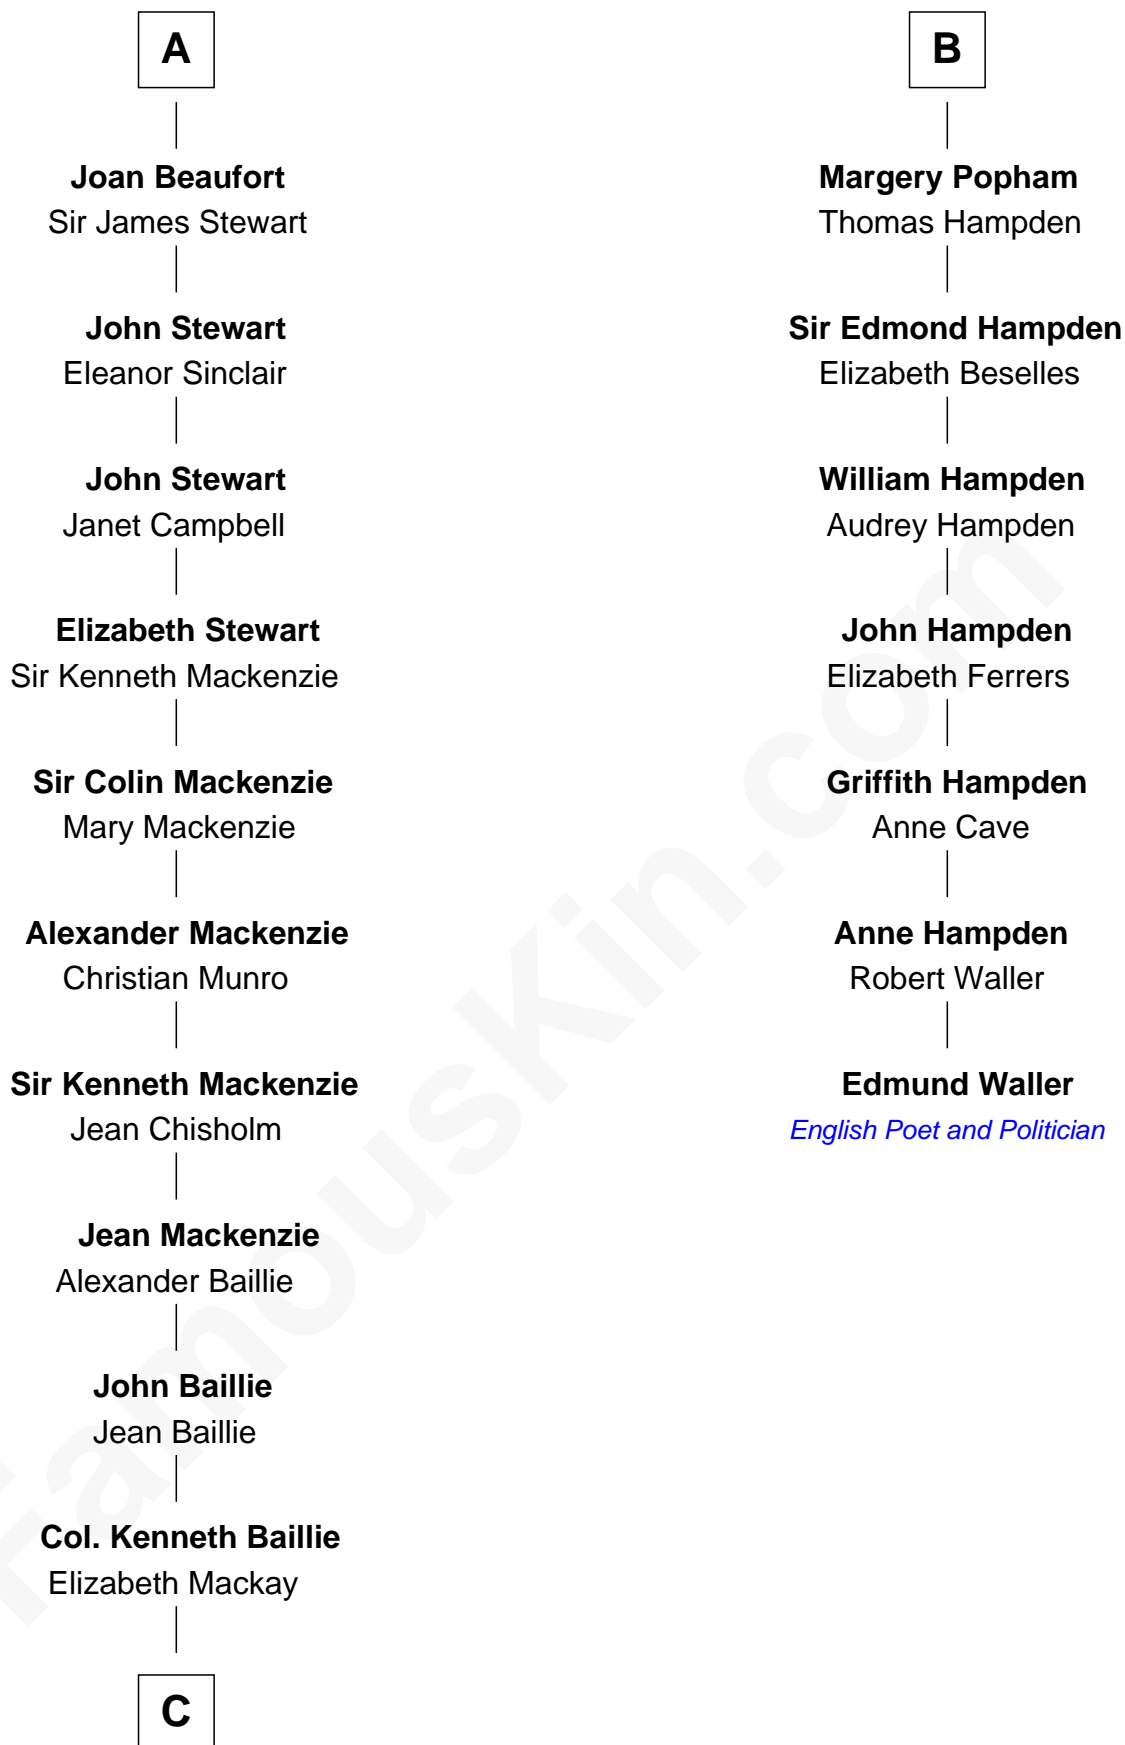 A
Joan Beaufort
Sir James Stewart
John Stewart
Eleanor Sinclair
John Stewart
Janet Campbell
Elizabeth Stewart
Sir Kenneth Mackenzie
Sir Colin Mackenzie
Mary Mackenzie
Alexander Mackenzie
Christian Munro
Sir Kenneth Mackenzie
Jean Chisholm
Jean Mackenzie
Alexander Baillie
John Baillie
Jean Baillie
Col. Kenneth Baillie
Elizabeth Mackay
C
B
Margery Popham
Thomas Hampden
Sir Edmond Hampden
Elizabeth Beselles
William Hampden
Audrey Hampden
John Hampden
Elizabeth Ferrers
Griffith Hampden
Anne Cave
Anne Hampden
Robert Waller
Edmund Waller
English Poet and Politician
FamousKin.com